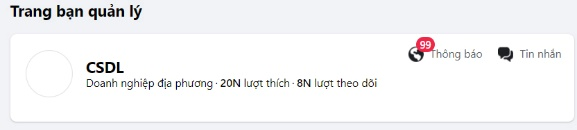 Trang bạn quản lý
99
Thông báo
Tin nhắn
CSDL
Doanh nghiệp địa phương · 20N lượt thích · 8N lượt theo dõi